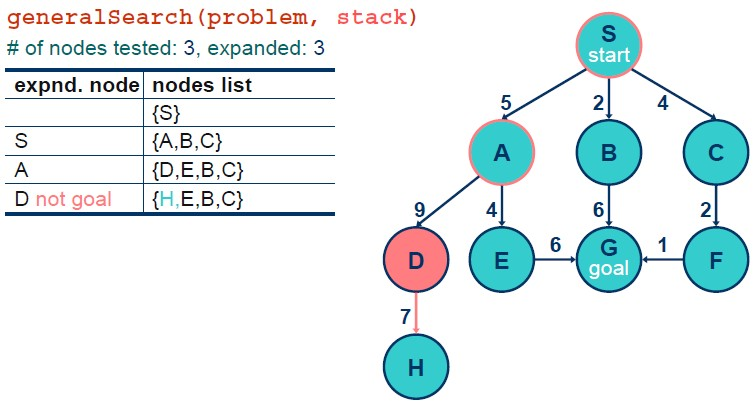 generalSearch(problem, stack)
# of nodes tested: 3, expanded: 3
expnd. node nodes list
{S}
S {A,B,C}
A {D,E,B,C}
D not goal {H,E,B,C}
S
start
5 2 4
A B C
9 4 6 2
D E 6 G goal 1 F
7
H